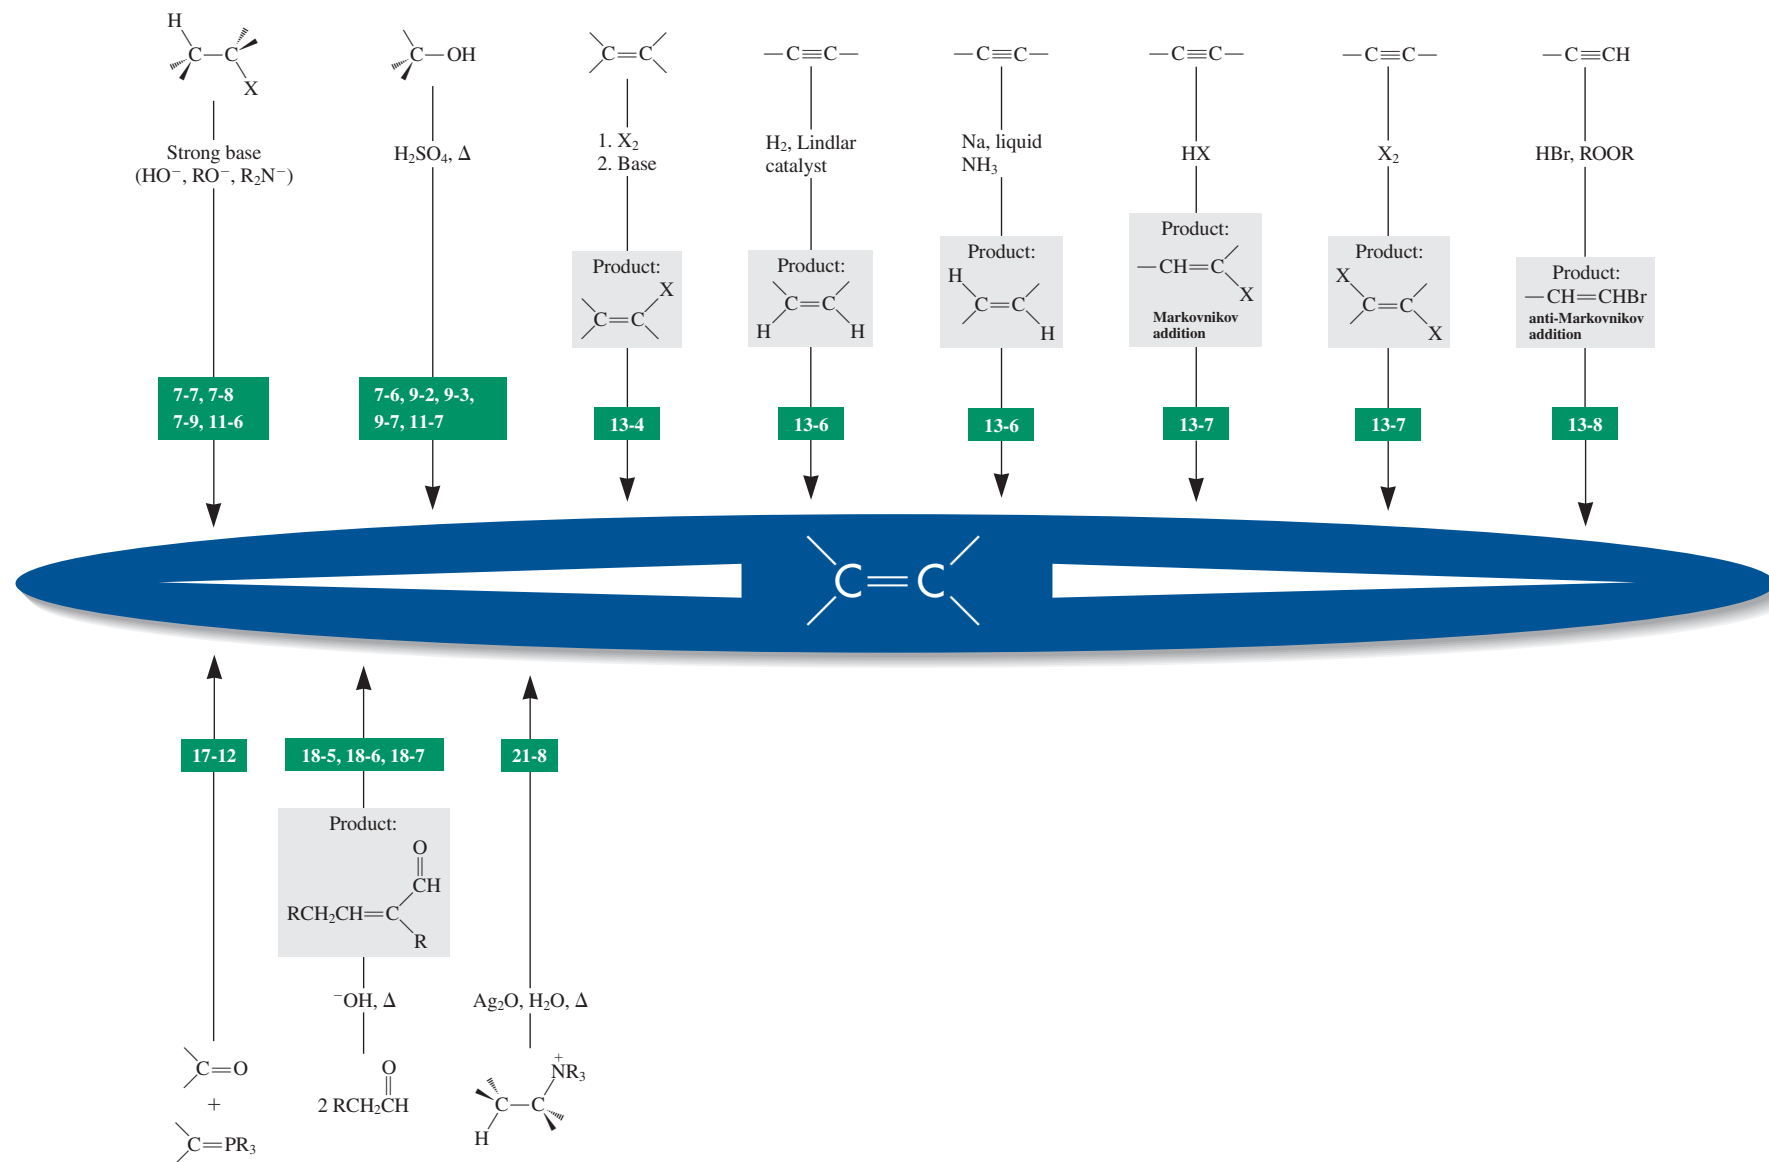 H
C—C
X
Strong base
(HO⁻, RO⁻, R₂N⁻)
7-7, 7-8
7-9, 11-6
C—OH
H₂SO₄, Δ
7-6, 9-2, 9-3,
9-7, 11-7
C=C
1. X₂
2. Base
Product:
X
C=C
13-4
—C≡C—
H₂, Lindlar
catalyst
Product:
C=C
H H
13-6
—C≡C—
Na, liquid
NH₃
Product:
H
C=C
H
13-6
—C≡C—
HX
Product:
—CH=C
X
Markovnikov
addition
13-7
—C≡C—
X₂
Product:
X
C=C
X
13-7
—C≡CH
HBr, ROOR
Product:
—CH=CHBr
anti-Markovnikov
addition
13-8
C=C
17-12
C=O
+
C=PR₃
18-5, 18-6, 18-7
Product:
O
CH
RCH₂CH=C
R
⁻OH, Δ
O
2 RCH₂CH
21-8
Ag₂O, H₂O, Δ
+
NR₃
C—C
H